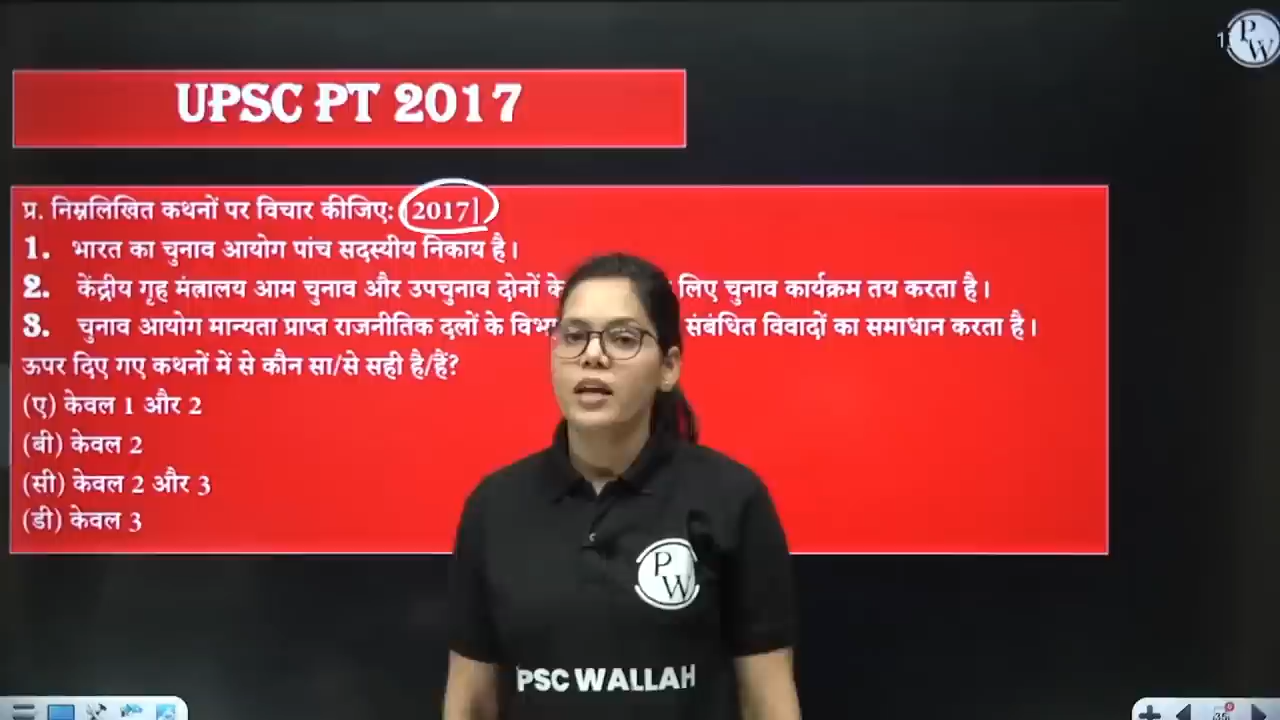 UPSC PT 2017
प्र. निम्नलिखित कथनों पर विचार कीजिए: [2017]
1. भारत का चुनाव आयोग पांच सदस्यीय निकाय है।
2. केंद्रीय गृह मंत्रालय आम चुनाव और उपचुनाव दोनों के लिए चुनाव कार्यक्रम तय करता है।
3. चुनाव आयोग मान्यता प्राप्त राजनीतिक दलों के संबंधित विवादों का समाधान करता है।
ऊपर दिए गए कथनों में से कौन सा/से सही है/हैं?
(ए) केवल 1 और 2
(बी) केवल 2
(सी) केवल 2 और 3
(डी) केवल 3
PW
PW
PSC WALLAH